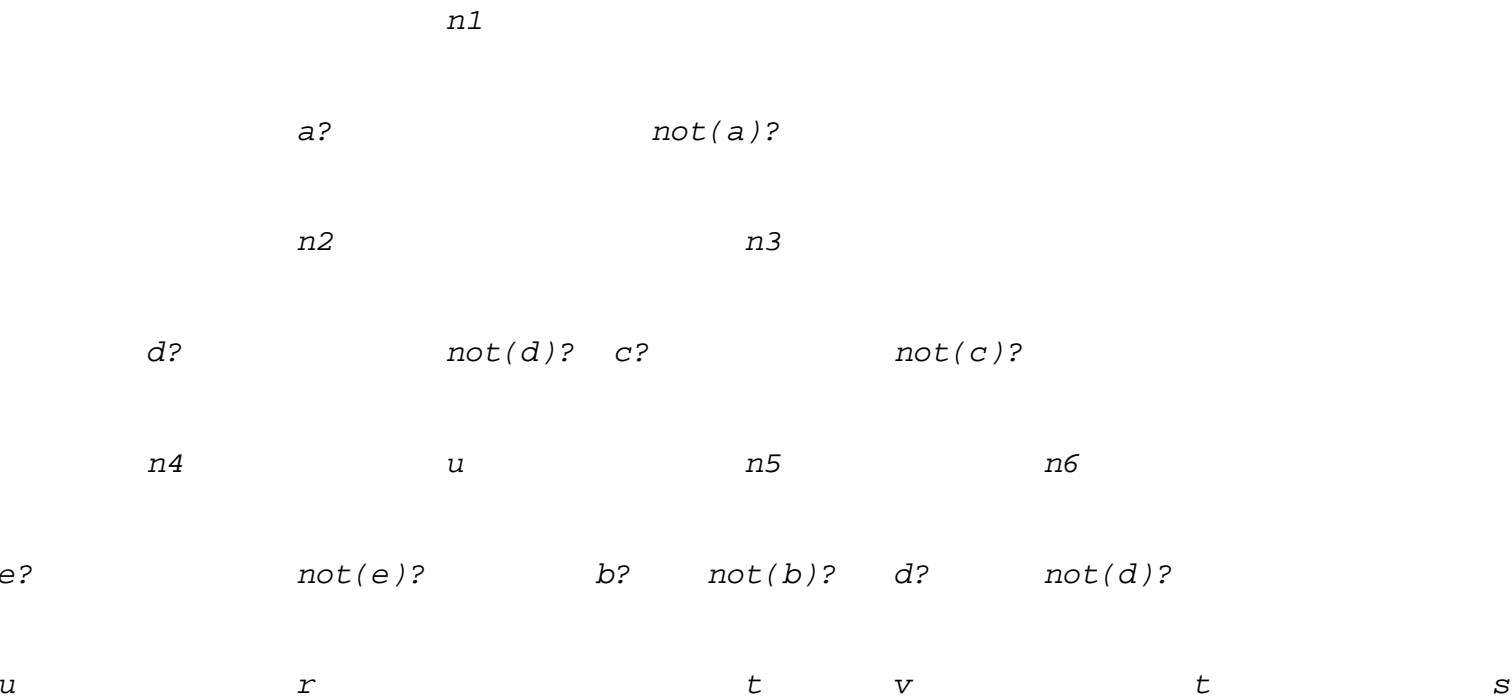 n1
a? not(a)?
n2 n3
d? not(d)? c? not(c)?
n4 u n5 n6
e? not(e)? b? not(b)? d? not(d)?
u r t v t s